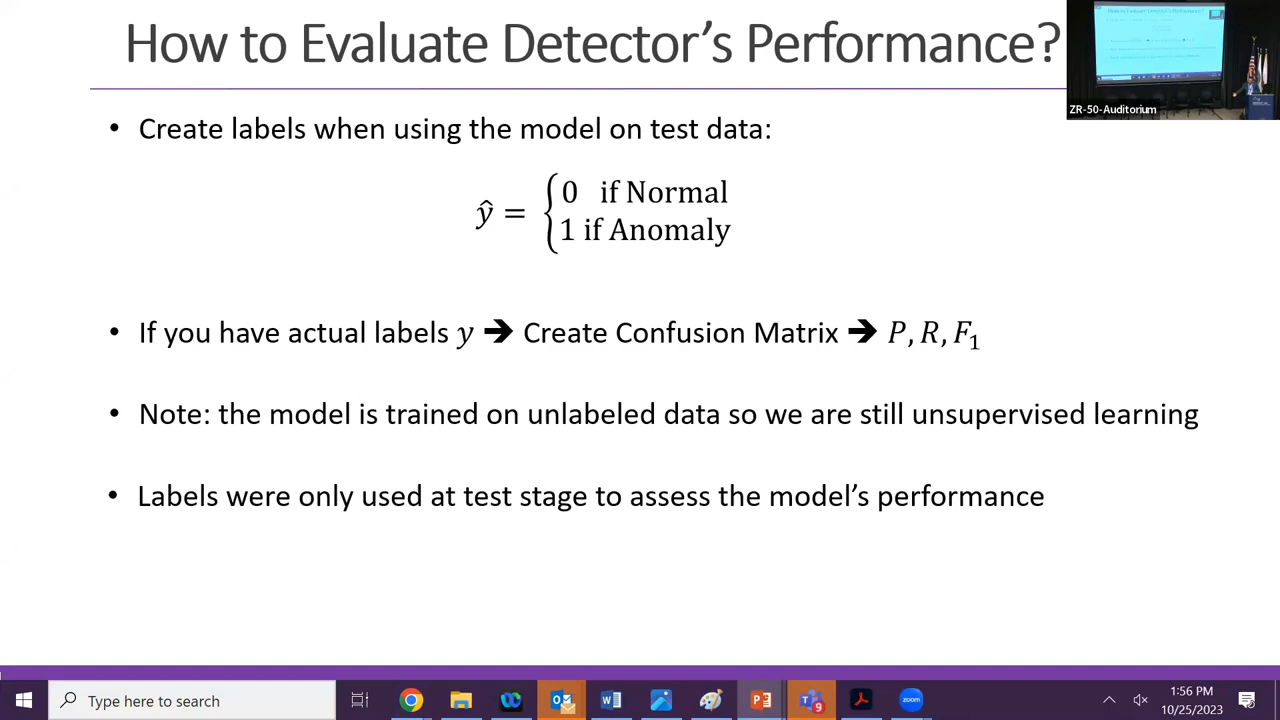 How to Evaluate Detector's Performance?
ZR-50-Auditorium
• Create labels when using the model on test data:
ŷ = {0 if Normal
1 if Anomaly
• If you have actual labels y ➔ Create Confusion Matrix ➔ P, R, F₁
• Note: the model is trained on unlabeled data so we are still unsupervised learning
• Labels were only used at test stage to assess the model's performance
Type here to search
9
1:56 PM
10/25/2023
zoom